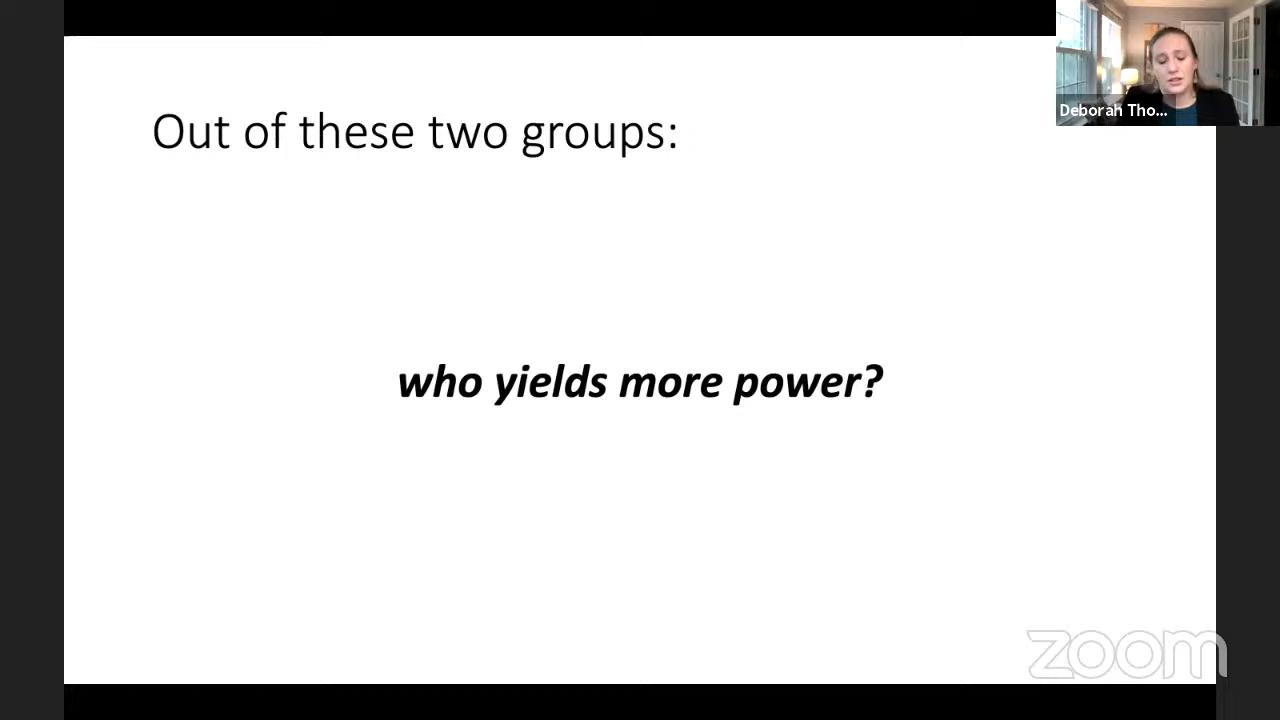 Deborah Tho...
Out of these two groups:
who yields more power?
zoom